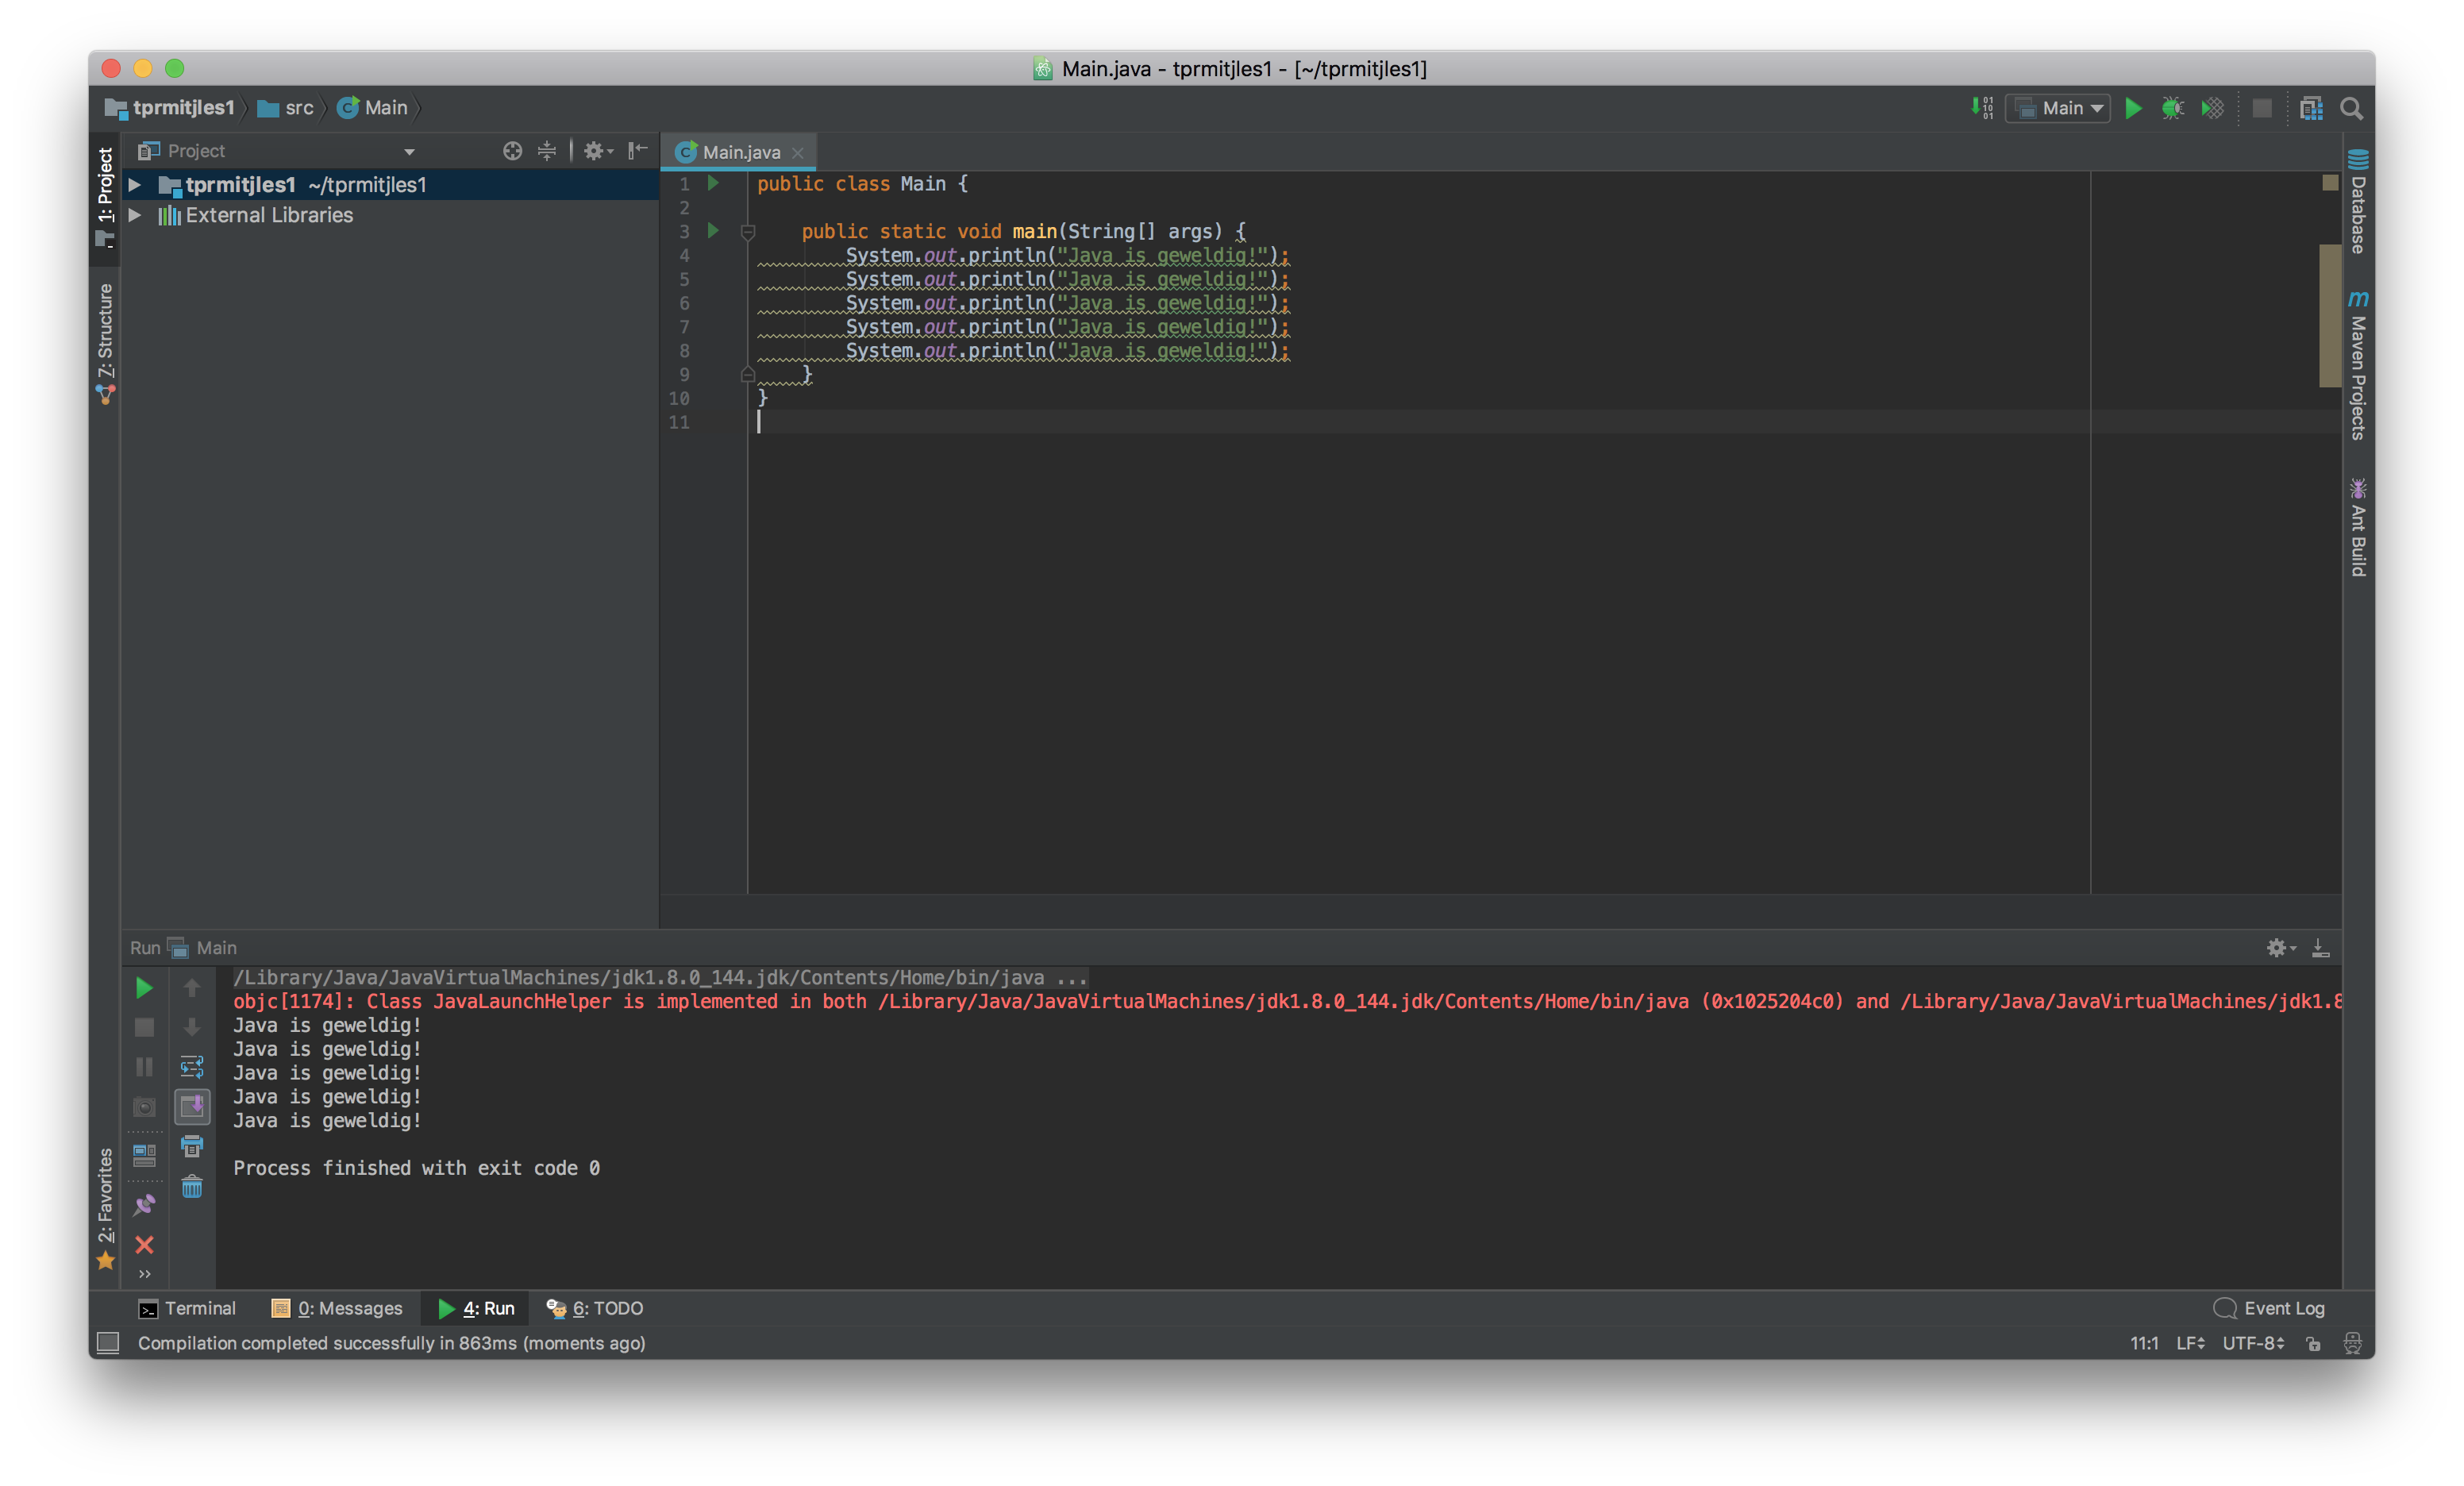 Main.java - tprmitjles1 - [~/tprmitjles1]
tprmitjles1 src Main
Main
1: Project
7: Structure
2: Favorites
Project
tprmitjles1 ~/tprmitjles1
External Libraries
Main.java
1 public class Main {
2
3 public static void main(String[] args) {
4 System.out.println("Java is geweldig!");
5 System.out.println("Java is geweldig!");
6 System.out.println("Java is geweldig!");
7 System.out.println("Java is geweldig!");
8 System.out.println("Java is geweldig!");
9 }
10 }
11
Database
Maven Projects
Ant Build
Run Main
/Library/Java/JavaVirtualMachines/jdk1.8.0_144.jdk/Contents/Home/bin/java ...
objc[1174]: Class JavaLaunchHelper is implemented in both /Library/Java/JavaVirtualMachines/jdk1.8.0_144.jdk/Contents/Home/bin/java (0x1025204c0) and /Library/Java/JavaVirtualMachines/jdk1.8
Java is geweldig!
Java is geweldig!
Java is geweldig!
Java is geweldig!
Java is geweldig!
Process finished with exit code 0
Terminal 0: Messages 4: Run 6: TODO Event Log
Compilation completed successfully in 863ms (moments ago) 11:1 LF UTF-8